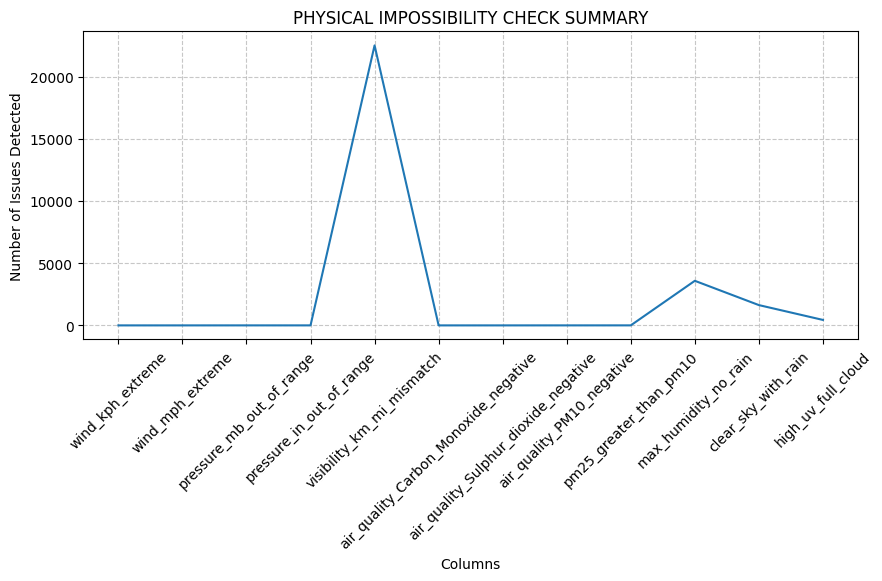 PHYSICAL IMPOSSIBILITY CHECK SUMMARY
Number of Issues Detected
20000
15000
10000
5000
0
wind_kph_extreme
wind_mph_extreme
pressure_mb_out_of_range
pressure_in_out_of_range
visibility_km_mi_mismatch
air_quality_Carbon_Monoxide_negative
air_quality_Sulphur_dioxide_negative
air_quality_PM10_negative
pm25_greater_than_pm10
max_humidity_no_rain
clear_sky_with_rain
high_uv_full_cloud
Columns